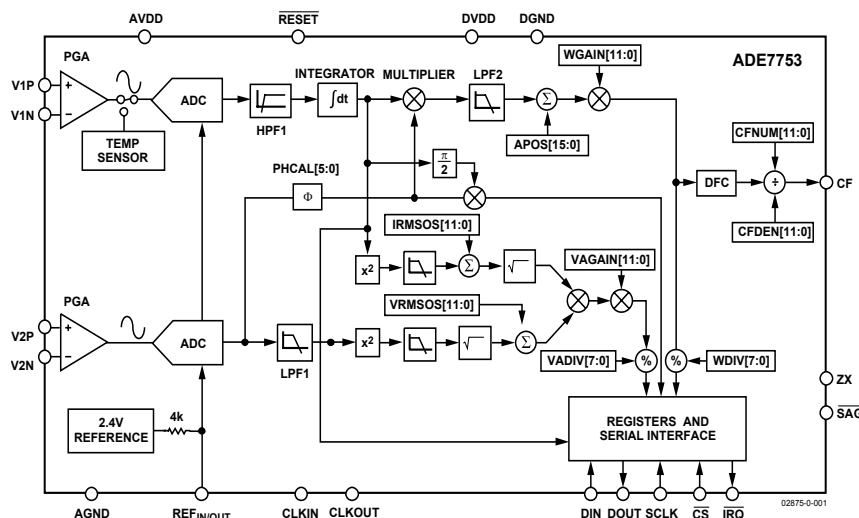 AVDD
RESET
DVDD
DGND
PGA
WGAIN[11:0]
ADE7753
INTEGRATOR
MULTIPLIER
LPF2
V1P
+
ADC
∫dt
Σ
V1N
−
HPF1
CFNUM[11:0]
TEMP
SENSOR
APOS[15:0]
PHCAL[5:0]
π
2
DFC
÷
CF
Φ
IRMSOS[11:0]
CFDEN[11:0]
VAGAIN[11:0]
x²
Σ
√
PGA
VRMSOS[11:0]
V2P
+
ADC
x²
√
Σ
V2N
−
LPF1
VADIV[7:0]
%
%
WDIV[7:0]
ZX
2.4V
REFERENCE
4k
REGISTERS AND
SERIAL INTERFACE
SAG
02875-0-001
AGND
REFIN/OUT
CLKIN
CLKOUT
DIN
DOUT
SCLK
CS
IRQ